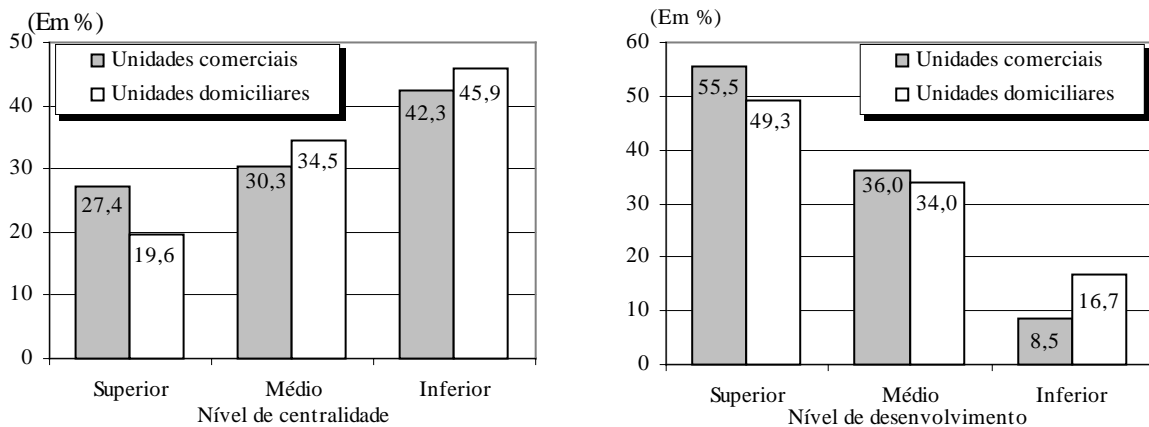 (Em %)
50
40
30
20
10
0
Unidades comerciais
Unidades domiciliares
27,4
19,6
30,3
34,5
42,3
45,9
Superior
Médio
Inferior
Nível de centralidade
(Em %)
60
50
40
30
20
10
0
Unidades comerciais
Unidades domiciliares
55,5
49,3
36,0
34,0
8,5
16,7
Superior
Médio
Inferior
Nível de desenvolvimento